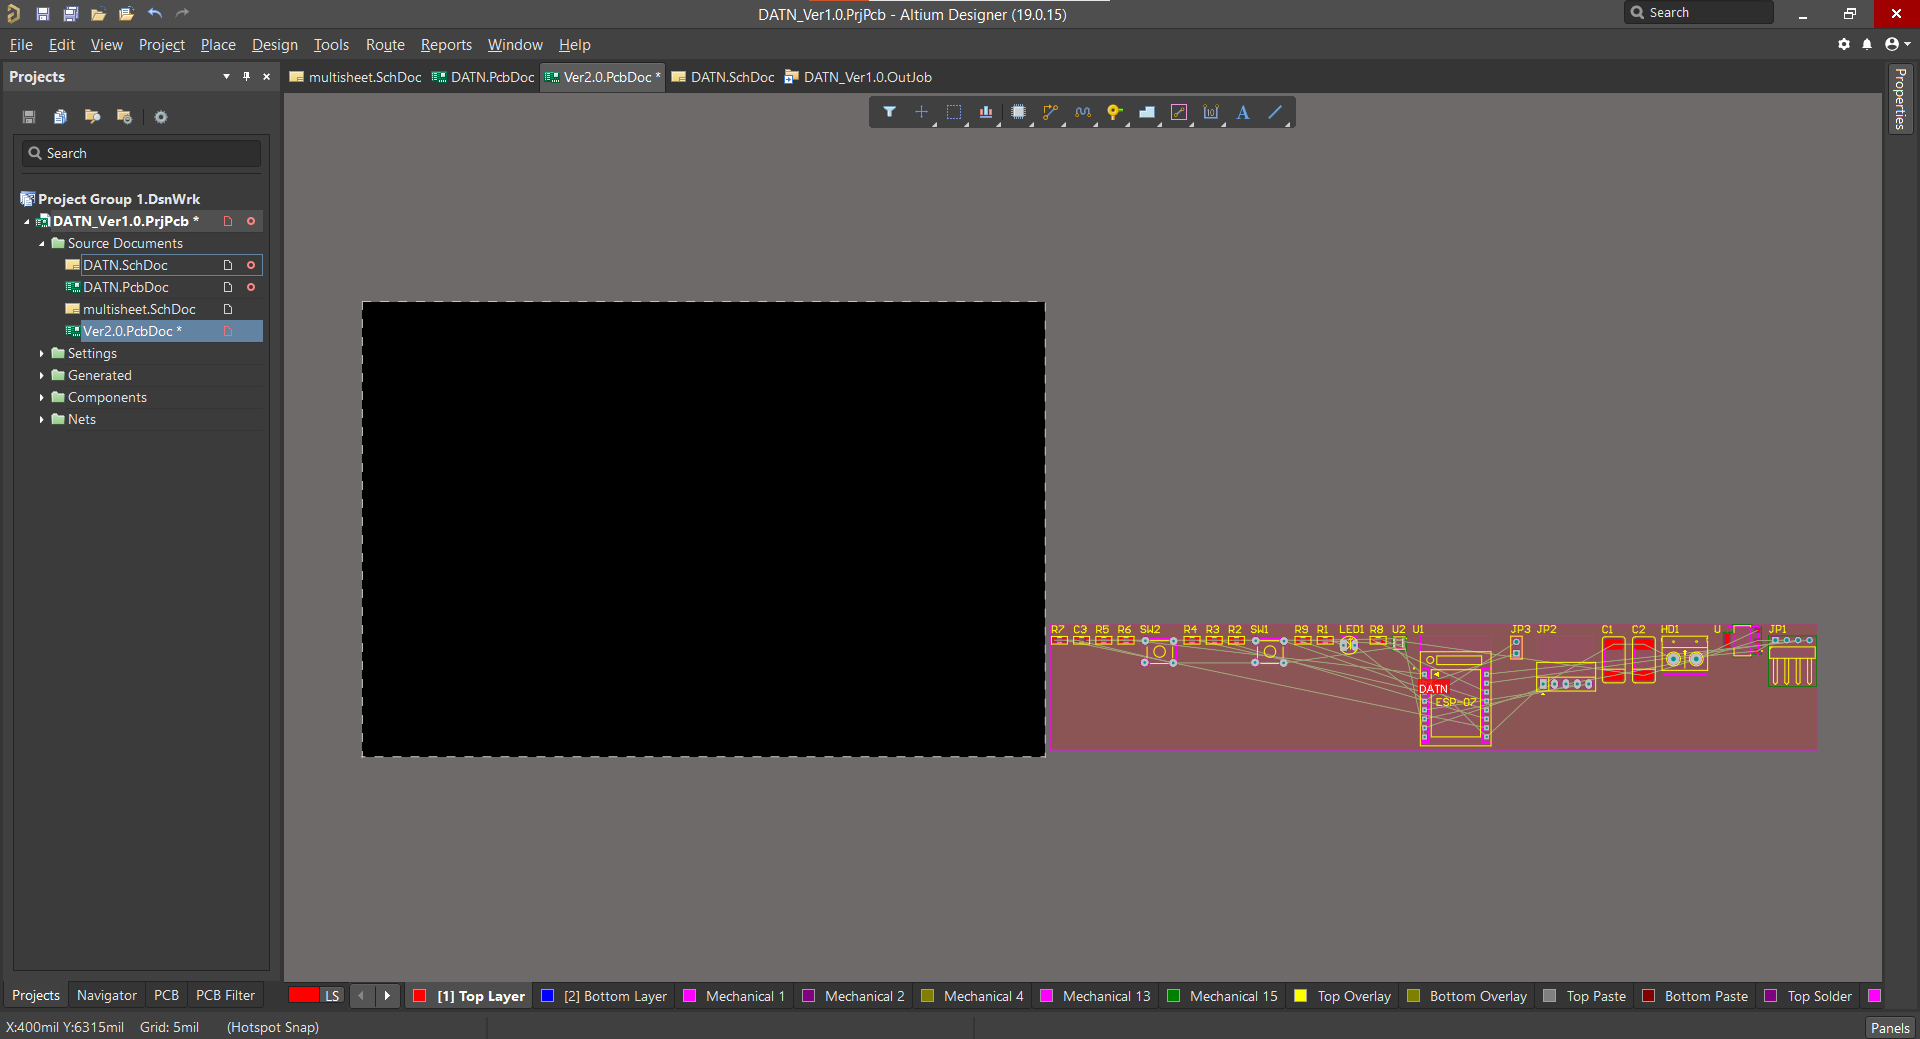 DATN_Ver1.0.PrjPcb - Altium Designer (19.0.15)
Search
File Edit View Project Place Design Tools Route Reports Window Help
Projects
multisheet.SchDoc DATN.PcbDoc Ver2.0.PcbDoc * DATN.SchDoc DATN_Ver1.0.OutJob
Properties
Search
Project Group 1.DsnWrk
DATN_Ver1.0.PrjPcb *
Source Documents
DATN.SchDoc
DATN.PcbDoc
multisheet.SchDoc
Ver2.0.PcbDoc *
Settings
Generated
Components
Nets
R7 C3 R5 R6 SW2 R4 R3 R2 SW1 R9 R1 LED1 R8 U2 U1 JP3 JP2 C1 C2 HD1 U JP1
DATN
ESP-07
Projects Navigator PCB PCB Filter
LS [1] Top Layer [2] Bottom Layer Mechanical 1 Mechanical 2 Mechanical 4 Mechanical 13 Mechanical 15 Top Overlay Bottom Overlay Top Paste Bottom Paste Top Solder
X:400mil Y:6315mil Grid: 5mil (Hotspot Snap)
Panels